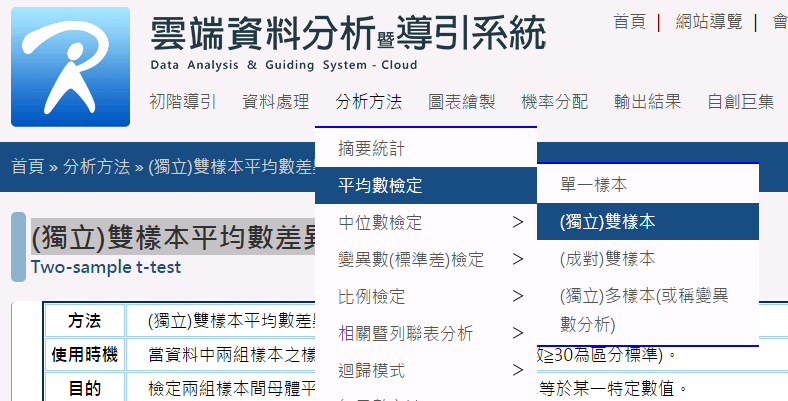 雲端資料分析暨導引系統
Data Analysis & Guiding System - Cloud
首頁 | 網站導覽 | 會
初階導引 資料處理 分析方法 圖表繪製 機率分配 輸出結果 自創巨集
首頁 » 分析方法 » (獨立)雙樣本平均數差
(獨立)雙樣本平均數差
Two-sample t-test
摘要統計
平均數檢定
中位數檢定 >
變異數(標準差)檢定 >
比例檢定 >
相關暨列聯表分析 >
迴歸模式 >
單一樣本
(獨立)雙樣本
(成對)雙樣本
(獨立)多樣本(或稱變異
數分析)
方法 (獨立)雙樣本平均數差
使用時機 當資料中兩組樣本之樣 ≧30為區分標準)。
目的 檢定兩組樣本間母體平 等於某一特定數值。